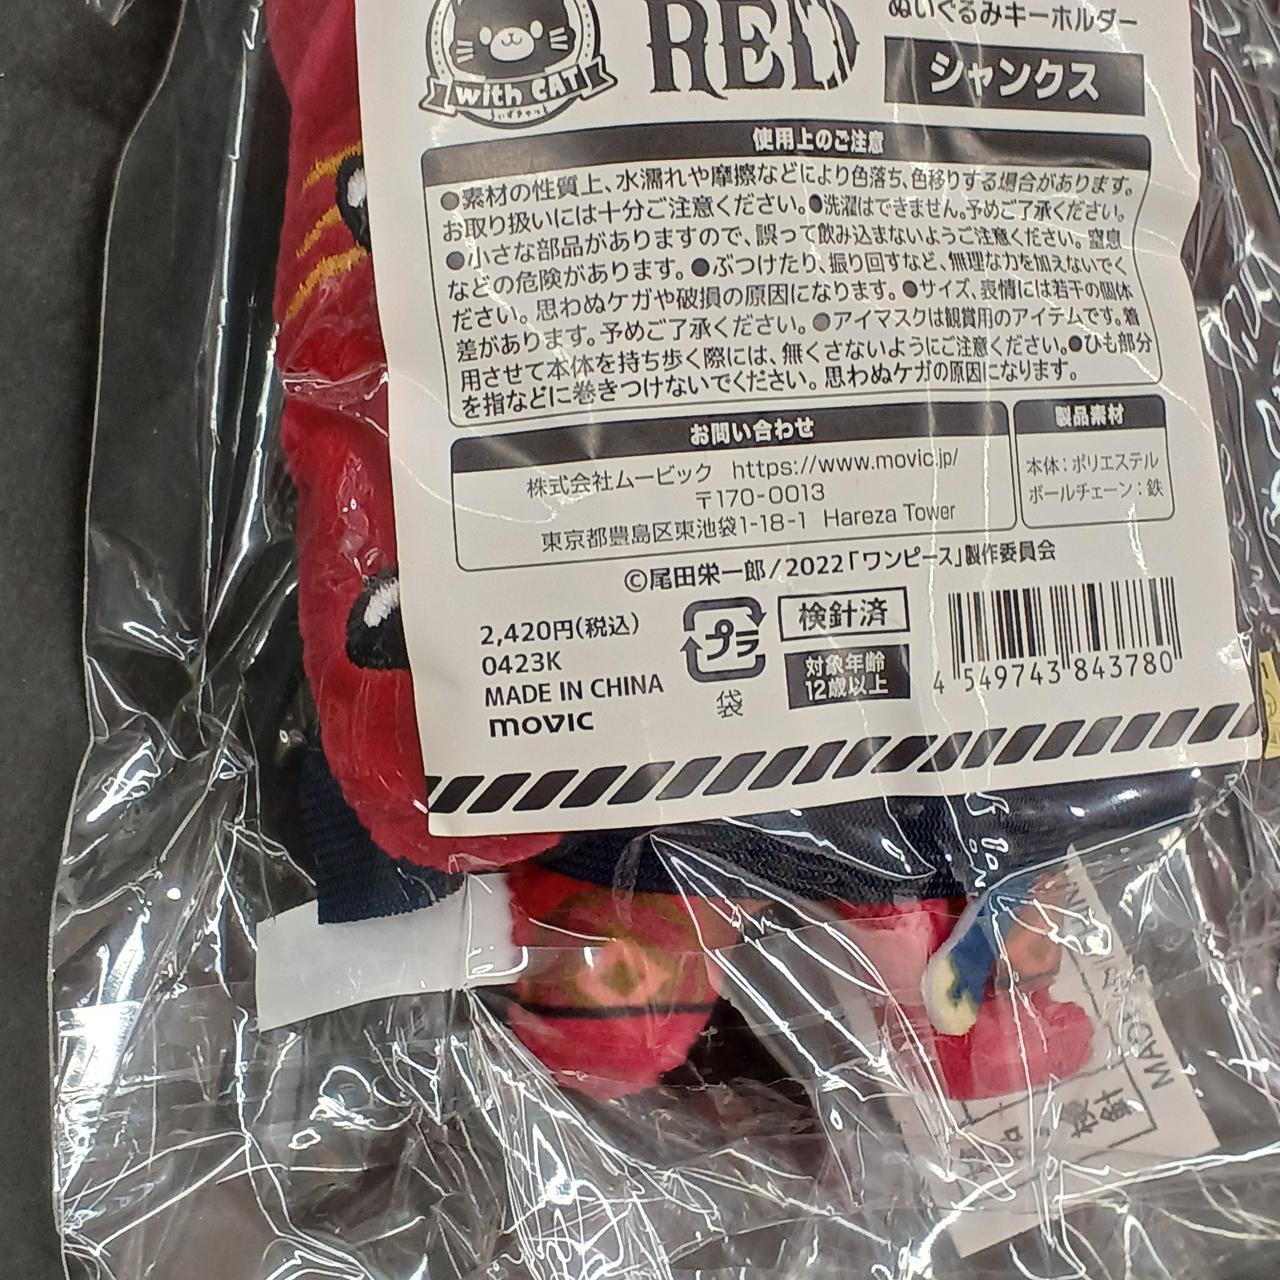 with CAT
RED
ぬいぐるみキーホルダー
シャンクス
使用上のご注意
●素材の性質上、水濡れや摩擦などにより色落ち、色移りする場合があります。
お取り扱いには十分ご注意ください。●洗濯はできません。予めご了承ください。
●小さな部品がありますので、誤って飲み込まないようご注意ください。窒息
などの危険があります。●ぶつけたり、振り回すなど、無理な力を加えないでく
ださい。思わぬケガや破損の原因になります。●サイズ、表情には若干の個体
差があります。予めご了承ください。●アイマスクは観賞用のアイテムです。着
用させて本体を持ち歩く際には、無くさないようにご注意ください。●ひも部分
を指などに巻きつけないでください。思わぬケガの原因になります。
お問い合わせ
株式会社ムービック https://www.movic.jp/
〒170-0013
東京都豊島区東池袋1-18-1 Hareza Tower
製品素材
本体：ポリエステル
ボールチェーン：鉄
©尾田栄一郎/2022「ワンピース」製作委員会
2,420円(税込)
0423K
MADE IN CHINA
movic
プラ
袋
検針済
対象年齢
12歳以上
4 549743 843780
検
針